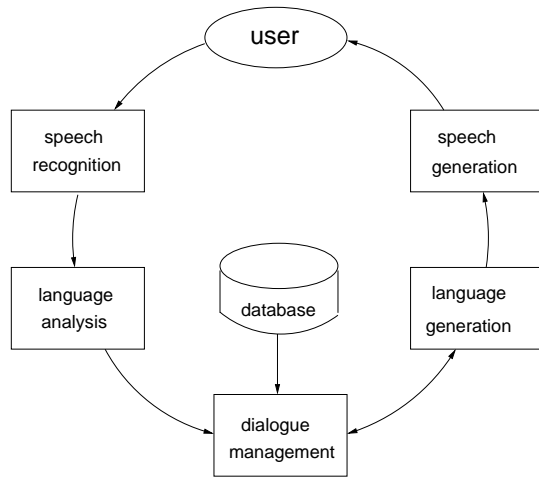 user
speech
recognition
speech
generation
language
analysis
database
language
generation
dialogue
management